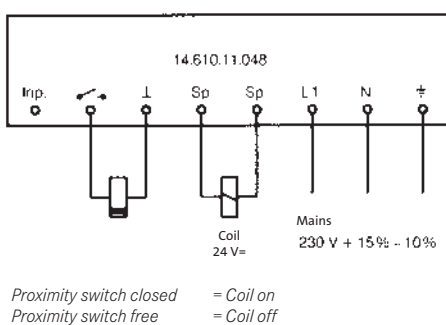 14.610.11.048
Inp. ⊥ Sp Sp L1 N ⏚
Coil
24 V=
Mains
230 V + 15% - 10%
Proximity switch closed = Coil on
Proximity switch free = Coil off